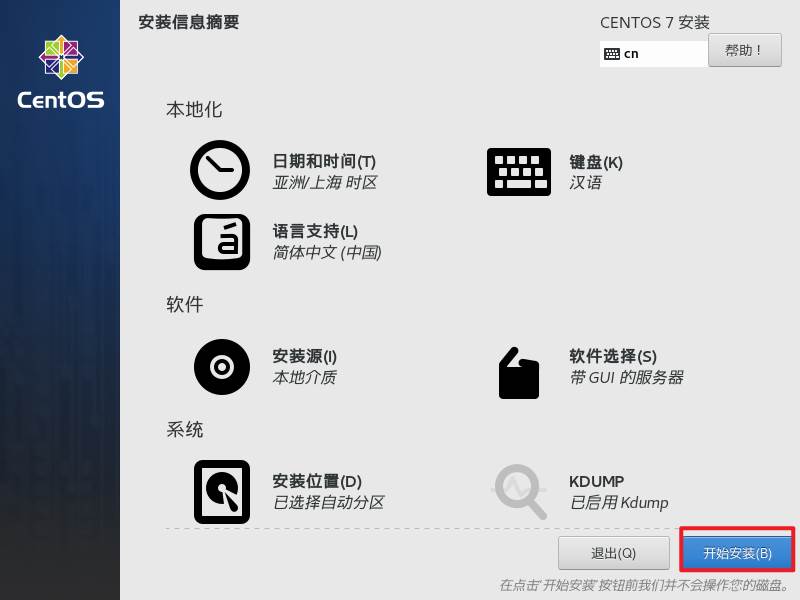 安装信息摘要
CENTOS 7 安装
cn
帮助！
CentOS
本地化
日期和时间(T)
亚洲/上海 时区
键盘(K)
汉语
á
语言支持(L)
简体中文 (中国)
软件
安装源(I)
本地介质
软件选择(S)
带 GUI 的服务器
系统
安装位置(D)
已选择自动分区
KDUMP
已启用 Kdump
退出(Q)
开始安装(B)
在点击'开始安装'按钮前我们并不会操作您的磁盘。